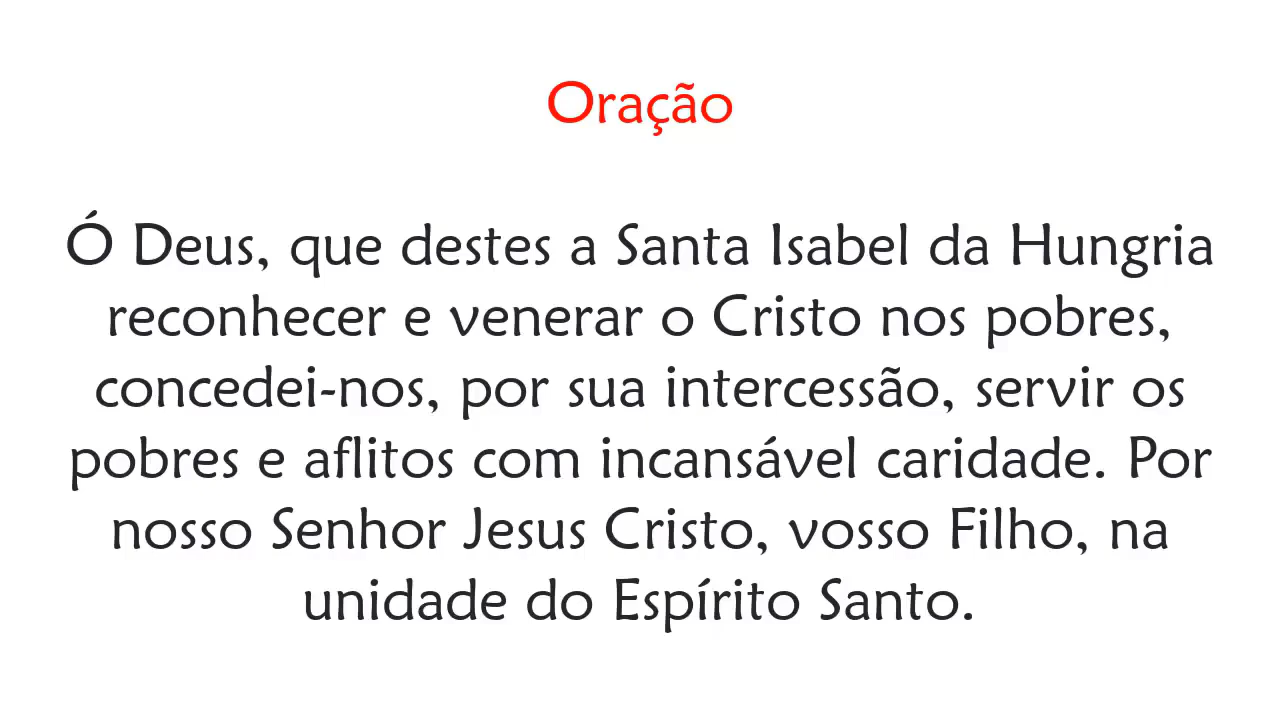 Oração
Ó Deus, que destes a Santa Isabel da Hungria
reconhecer e venerar o Cristo nos pobres,
concedei-nos, por sua intercessão, servir os
pobres e aflitos com incansável caridade. Por
nosso Senhor Jesus Cristo, vosso Filho, na
unidade do Espírito Santo.